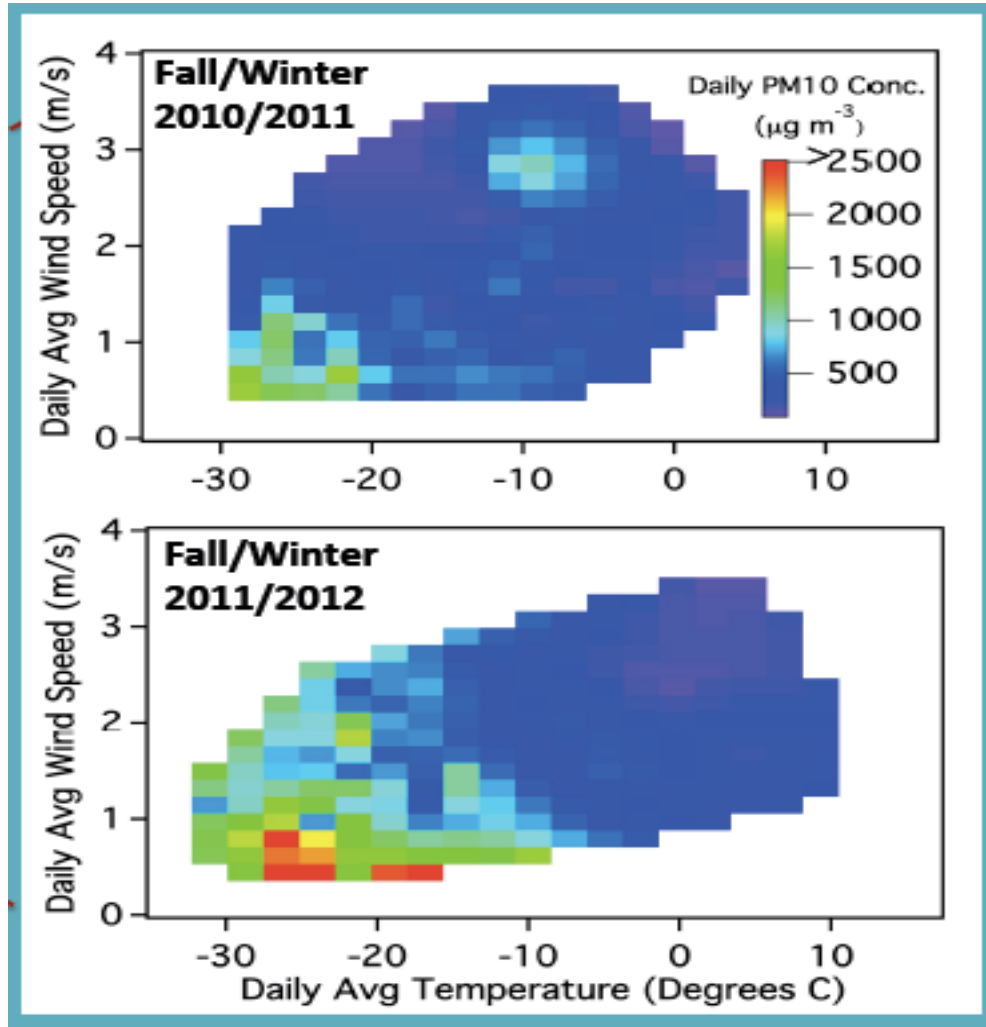 Daily Avg Wind Speed (m/s)
4
3
2
1
0
Fall/Winter
2010/2011
Daily PM10 Conc.
(μg m⁻³)
>2500
2000
1500
1000
500
-30 -20 -10 0 10
Daily Avg Wind Speed (m/s)
4
3
2
1
0
Fall/Winter
2011/2012
-30 -20 -10 0 10
Daily Avg Temperature (Degrees C)